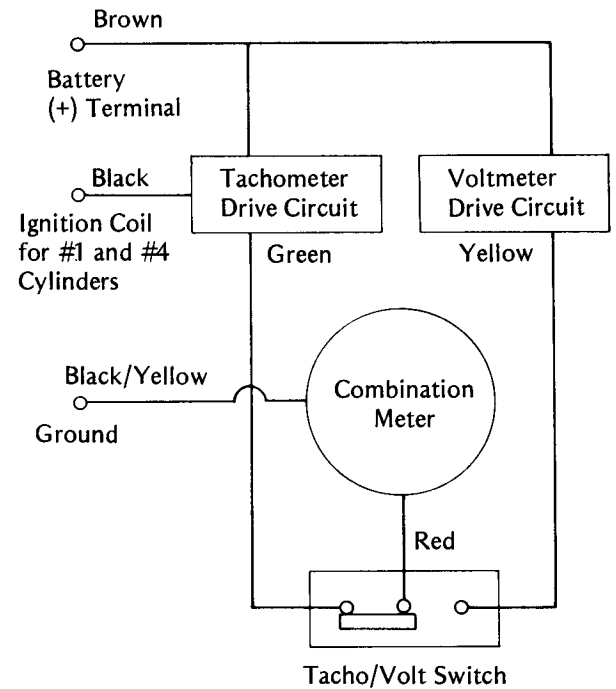 Brown
Battery
(+) Terminal
Black
Tachometer
Drive Circuit
Voltmeter
Drive Circuit
Ignition Coil
for #1 and #4
Cylinders
Green
Yellow
Black/Yellow
Ground
Combination
Meter
Red
Tacho/Volt Switch